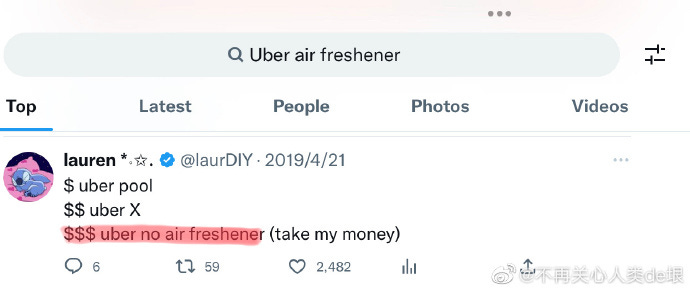 Uber air freshener
Top Latest People Photos Videos
lauren *˖☆. @laurDIY · 2019/4/21
$ uber pool
$$ uber X
$$$ uber no air freshener (take my money)
6 59 2,482
@不再关心人类de垠